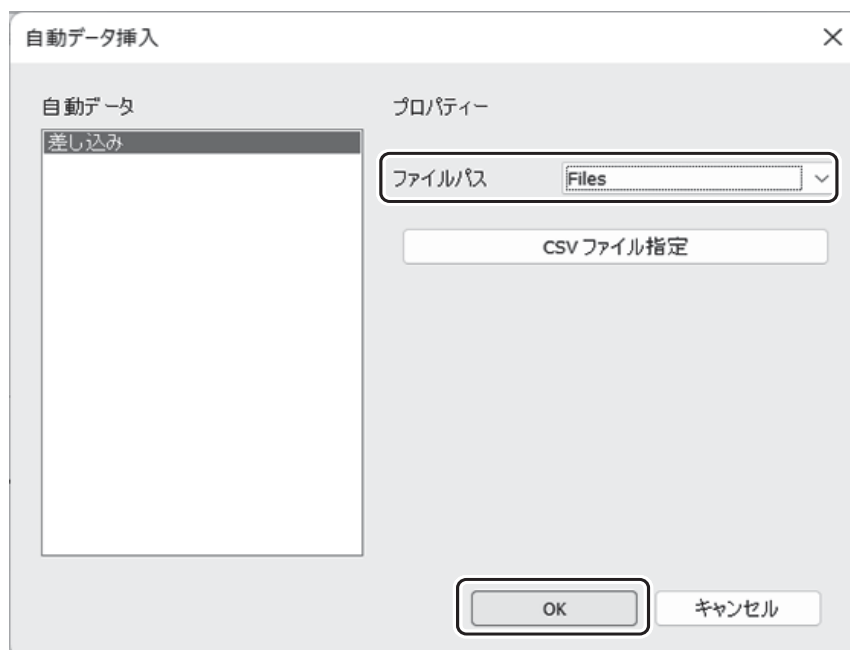 自動データ挿入
自動データ
プロパティー
差し込み
ファイルパス
Files
CSV ファイル指定
OK
キャンセル